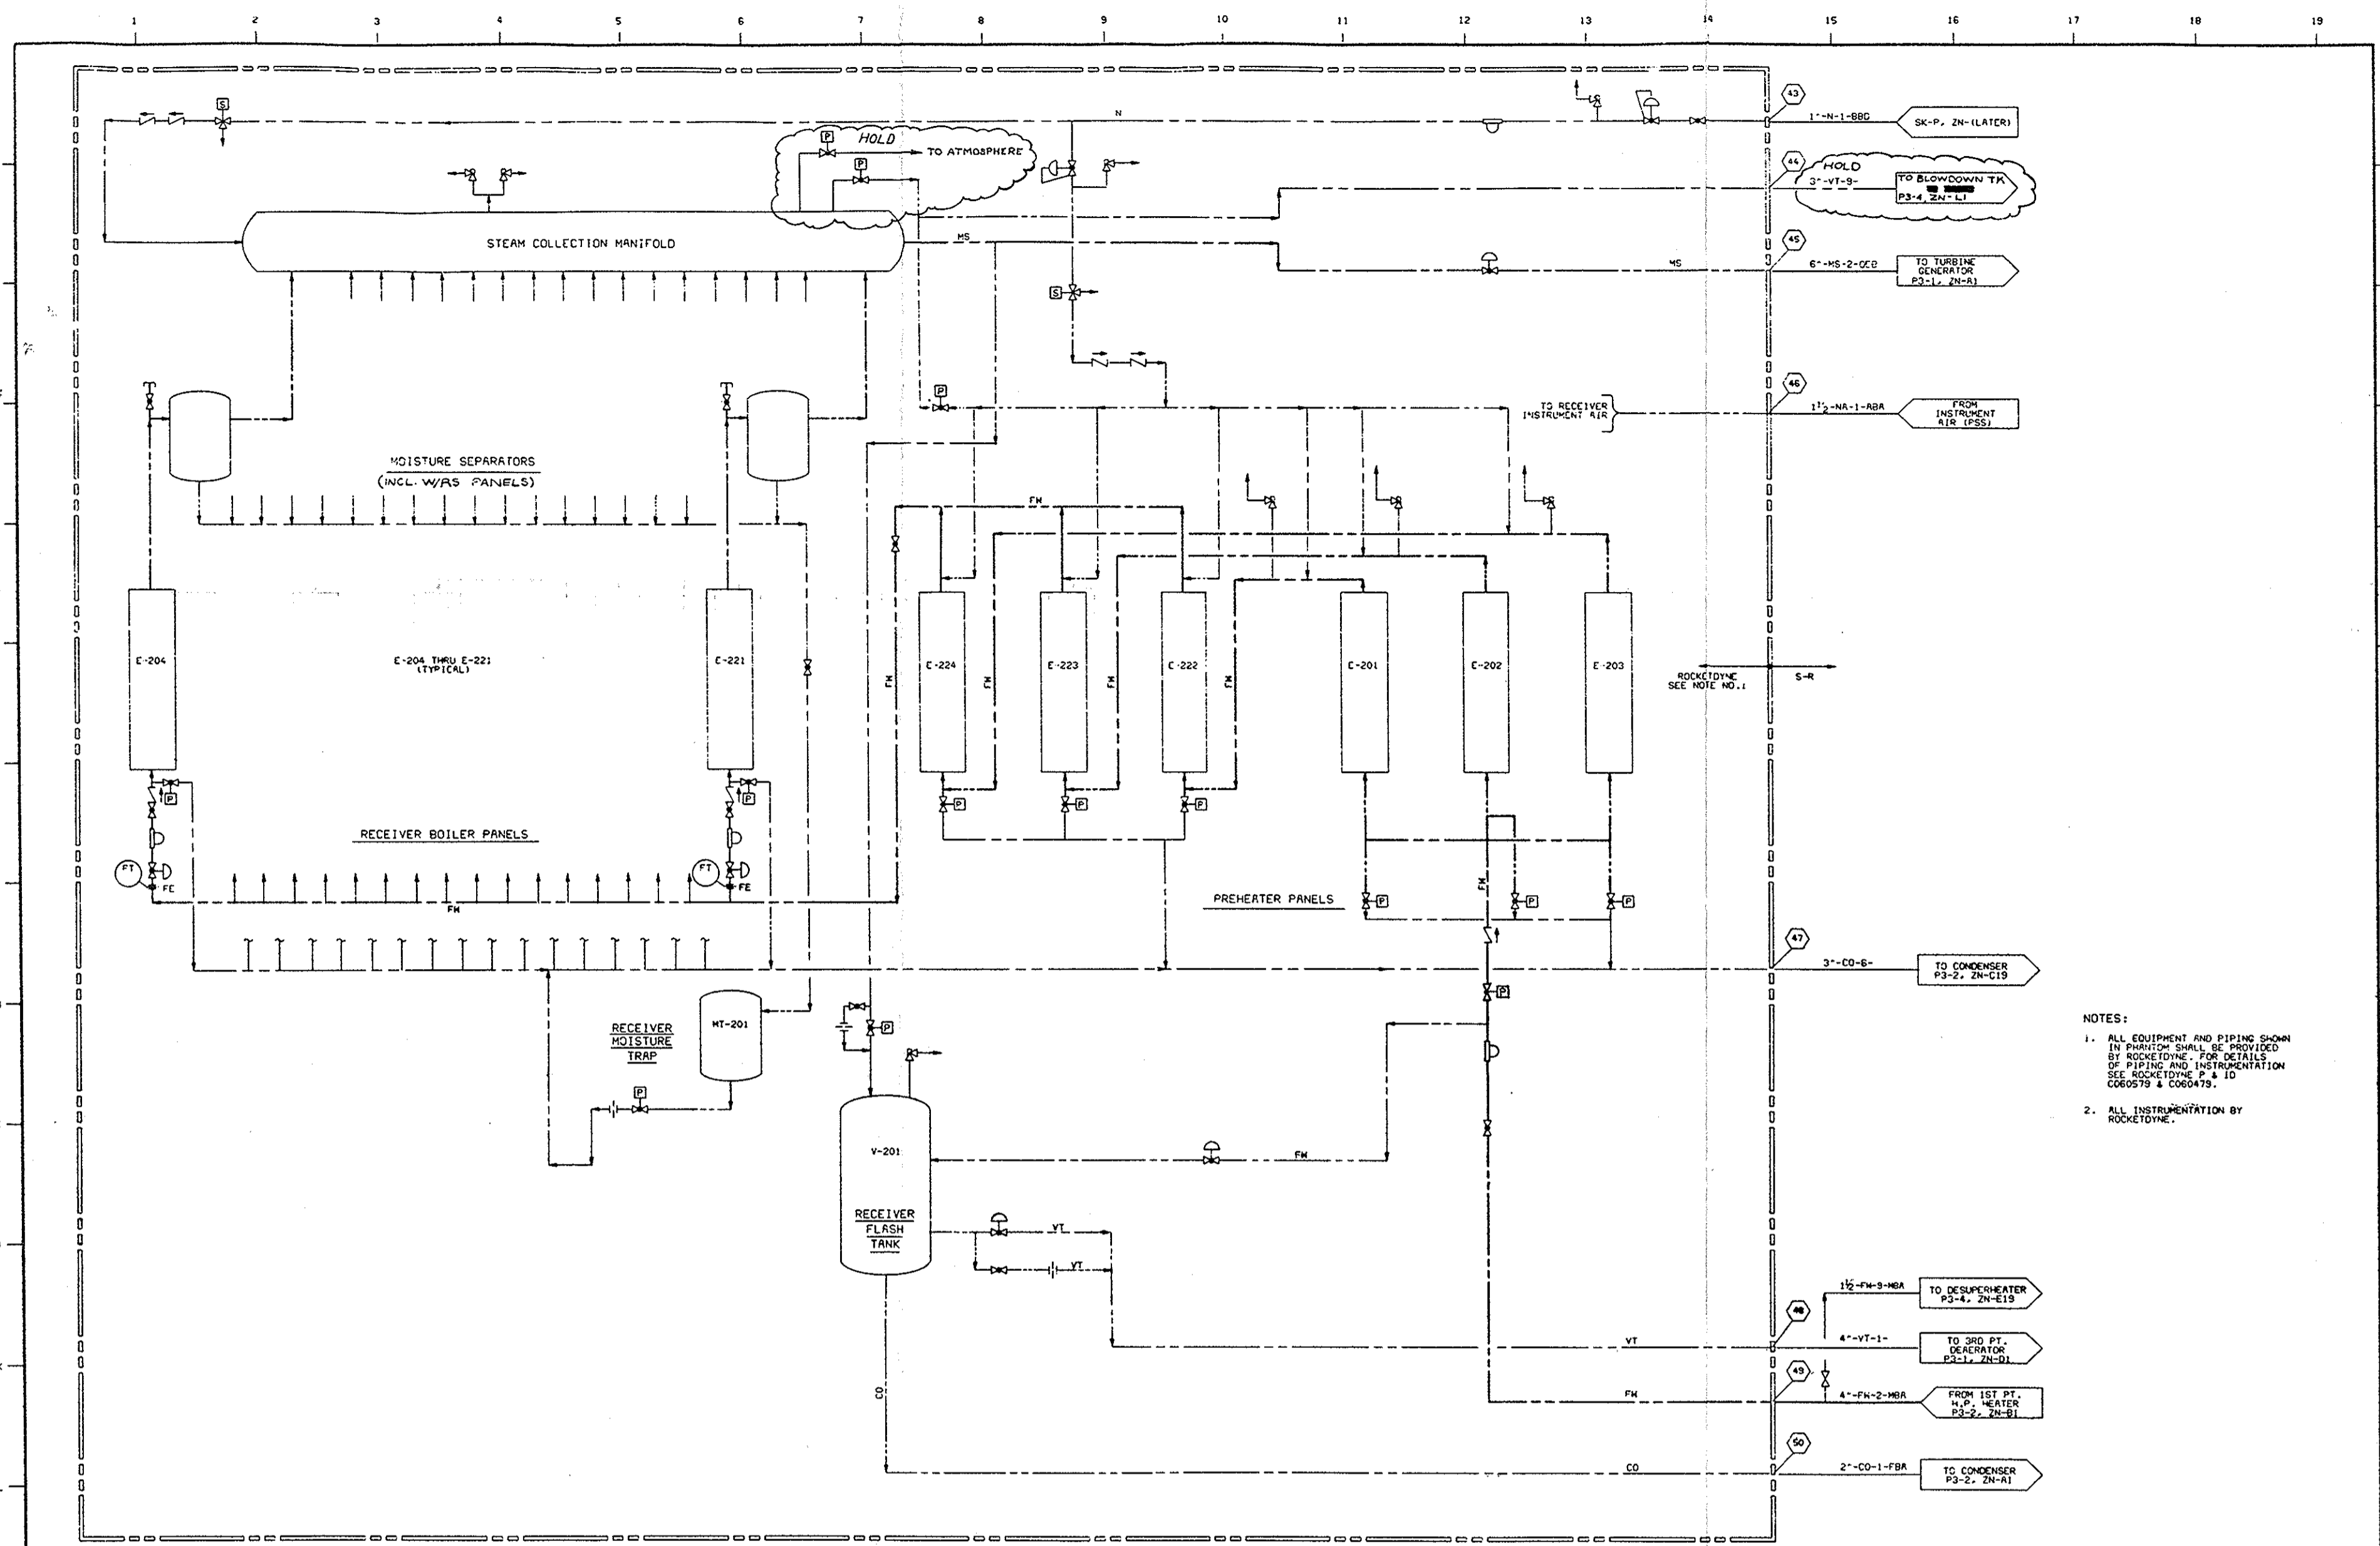 1 2 3 4 5 6 7 8 9 10 11 12 13 14 15 16 17 18 19
43
S
N
1"-N-1-BBG
SK-P, ZN-(LATER)
P
HOLD
TO ATMOSPHERE
P
44
HOLD
3"-VT-9-
TO BLOWDOWN TK
P3-4, ZN-L1
STEAM COLLECTION MANIFOLD
MS
45
MS
TO TURBINE
GENERATOR
P3-1, ZN-A1
S
P
46
TO RECEIVER
INSTRUMENT AIR
1½-NA-1-ABA
FROM
INSTRUMENT
AIR (PSS)
MOISTURE SEPARATORS
(INCL. W/RS PANELS)
FW
E-204
E-204 THRU E-221
(TYPICAL)
E-221
FW
E-224
FW
E-223
FW
E-222
FW
E-201
E-202
E-203
ROCKETDYNE
SEE NOTE NO.1
S-R
P
P
P
P
P
RECEIVER BOILER PANELS
FT
FE
FT
FE
FW
PREHEATER PANELS
FW
P
P
P
47
3"-CO-6-
TO CONDENSER
P3-2, ZN-C19
P
RECEIVER
MOISTURE
TRAP
MT-201
P
P
NOTES:
1. ALL EQUIPMENT AND PIPING SHOWN
IN PHANTOM SHALL BE PROVIDED
BY ROCKETDYNE. FOR DETAILS
OF PIPING AND INSTRUMENTATION
SEE ROCKETDYNE P & ID
C060579 & C060479.
2. ALL INSTRUMENTATION BY
ROCKETDYNE.
V-201
FW
RECEIVER
FLASH
TANK
VT
VT
1½-FW-9-MBA
TO DESUPERHEATER
P3-4, ZN-E19
48
VT
4"-VT-1-
TO 3RD PT.
DEAERATOR
P3-1, ZN-D1
49
CO
FW
4"-FW-2-MBA
FROM 1ST PT.
H.P. HEATER
P3-2, ZN-B1
50
CO
2"-CO-1-FBA
TO CONDENSER
P3-2, ZN-A1